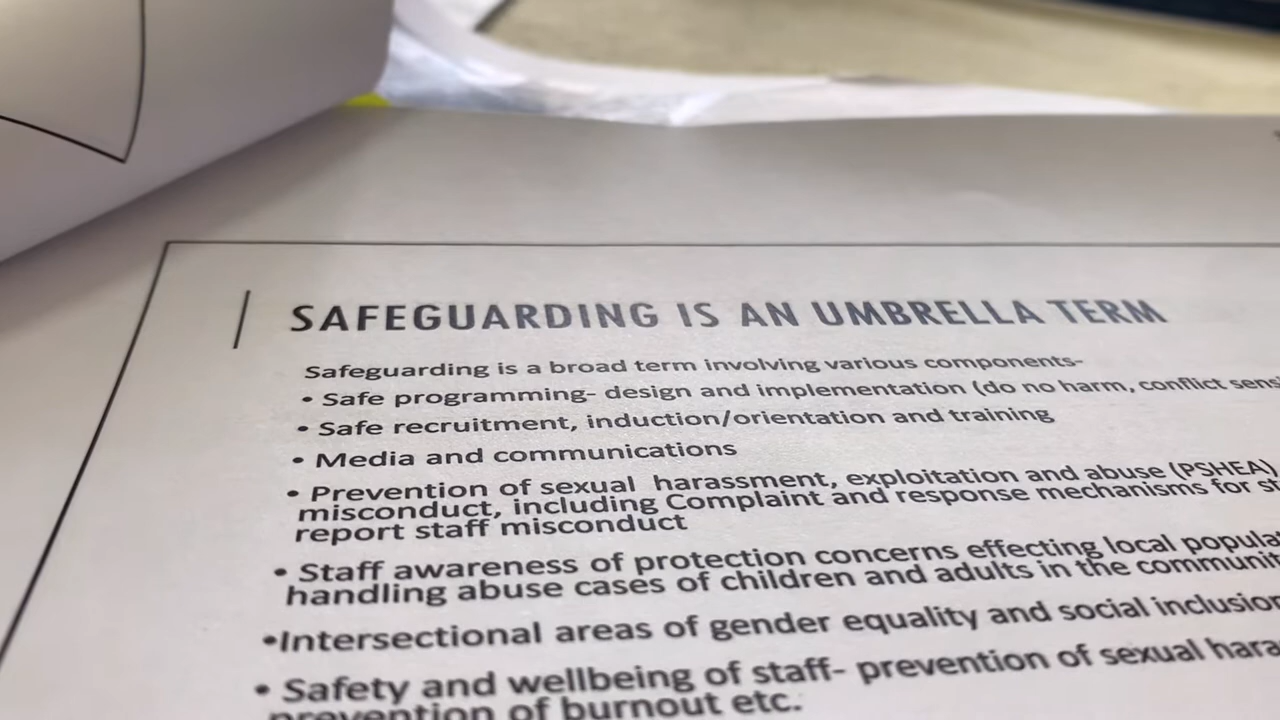 SAFEGUARDING IS AN UMBRELLA TERM
Safeguarding is a broad term involving various components-
• Safe programming- design and implementation (do no harm, conflict
• Safe recruitment, induction/orientation and training
• Media and communications
• Prevention of sexual harassment, exploitation and abuse (PSHEA),
misconduct, including Complaint and response mechanisms for
report staff misconduct
• Staff awareness of protection concerns effecting local
handling abuse cases of children and adults in the
•Intersectional areas of gender equality and social inclusion
• Safety and wellbeing of staff- prevention of sexual
prevention of burnout etc.